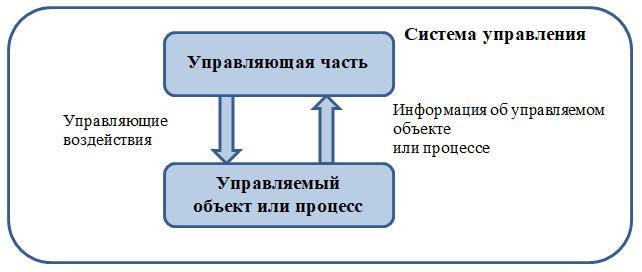 Система управления
Управляющая часть
Управляющие
воздействия
Информация об управляемом
объекте
или процессе
Управляемый
объект или процесс